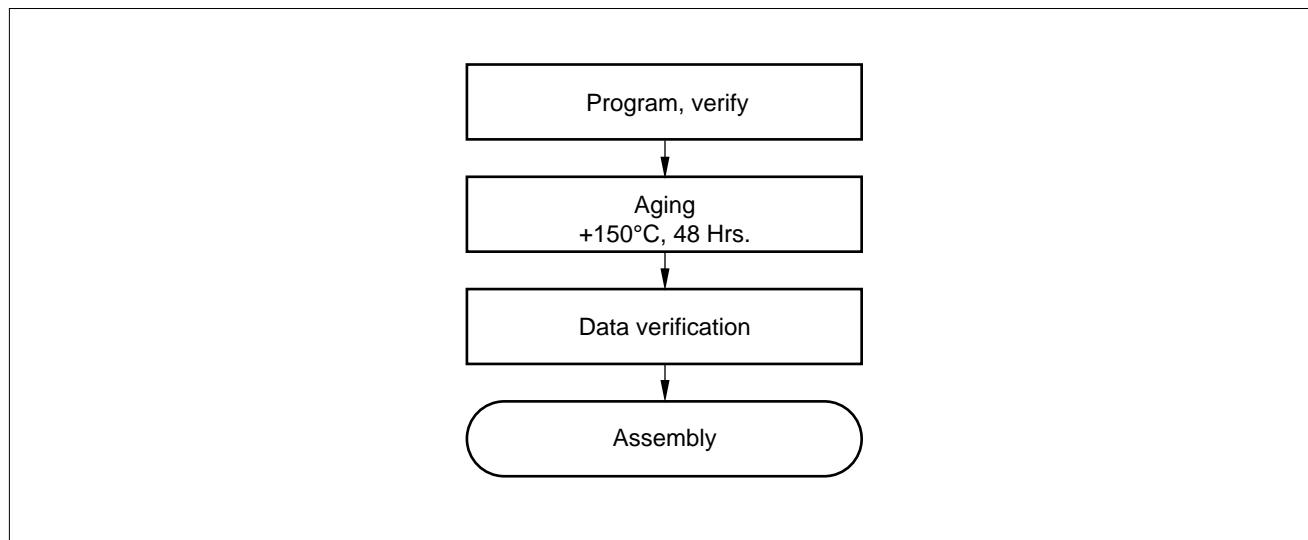 Program, verify
Aging
+150°C, 48 Hrs.
Data verification
Assembly